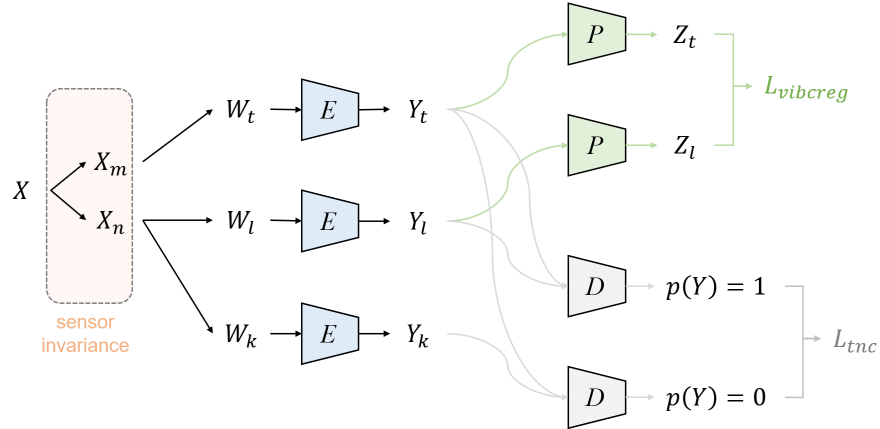 P
Z_t
L_vibcreg
W_t
E
Y_t
X_m
P
Z_l
X
X_n
W_l
E
Y_l
D
p(Y) = 1
sensor
invariance
W_k
E
Y_k
L_tnc
D
p(Y) = 0